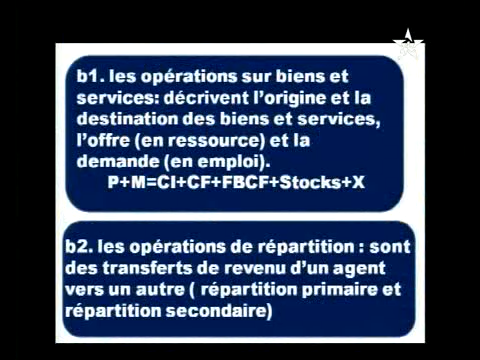 b1. les opérations sur biens et
services: décrivent l'origine et la
destination des biens et services,
l'offre (en ressource) et la
demande (en emploi).
P+M=CI+CF+FBCF+Stocks+X
b2. les opérations de répartition : sont
des transferts de revenu d'un agent
vers un autre ( répartition primaire et
répartition secondaire)